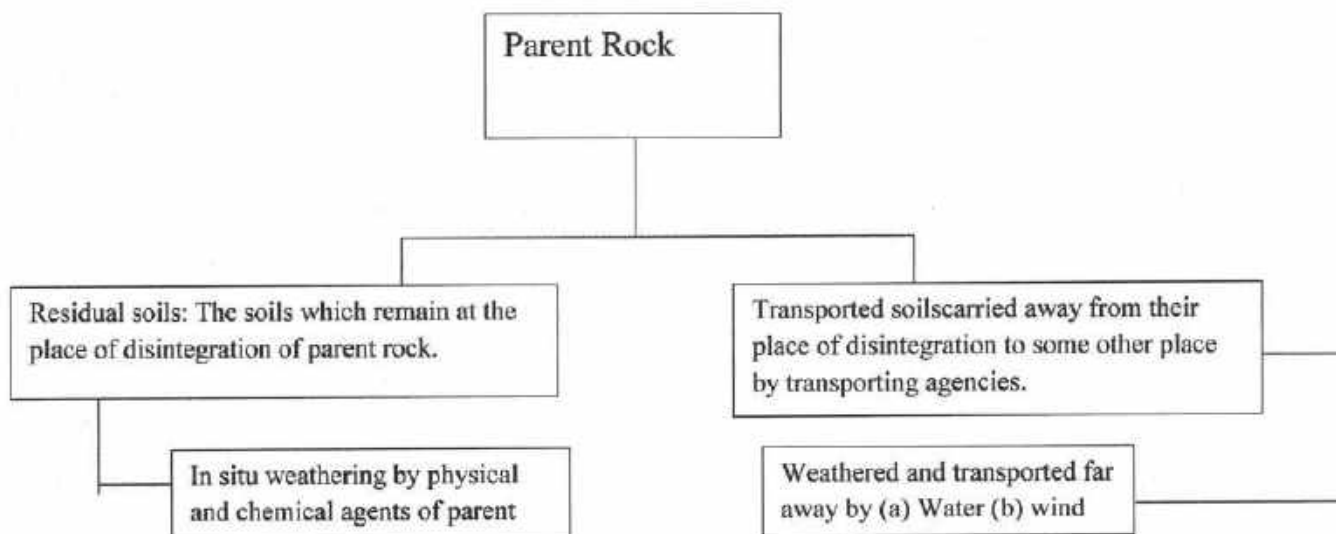 Parent Rock
Residual soils: The soils which remain at the
place of disintegration of parent rock.
Transported soilscarried away from their
place of disintegration to some other place
by transporting agencies.
In situ weathering by physical
and chemical agents of parent
Weathered and transported far
away by (a) Water (b) wind